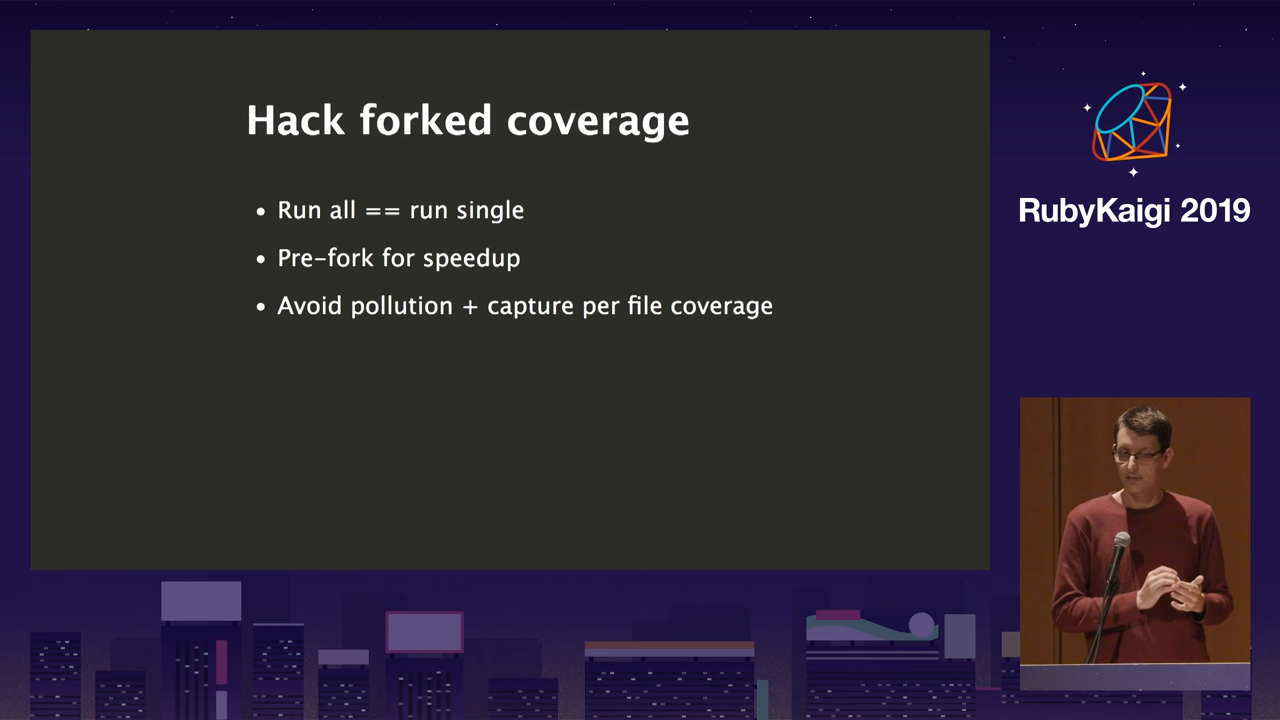 Hack forked coverage
• Run all == run single
• Pre-fork for speedup
• Avoid pollution + capture per file coverage
RubyKaigi 2019